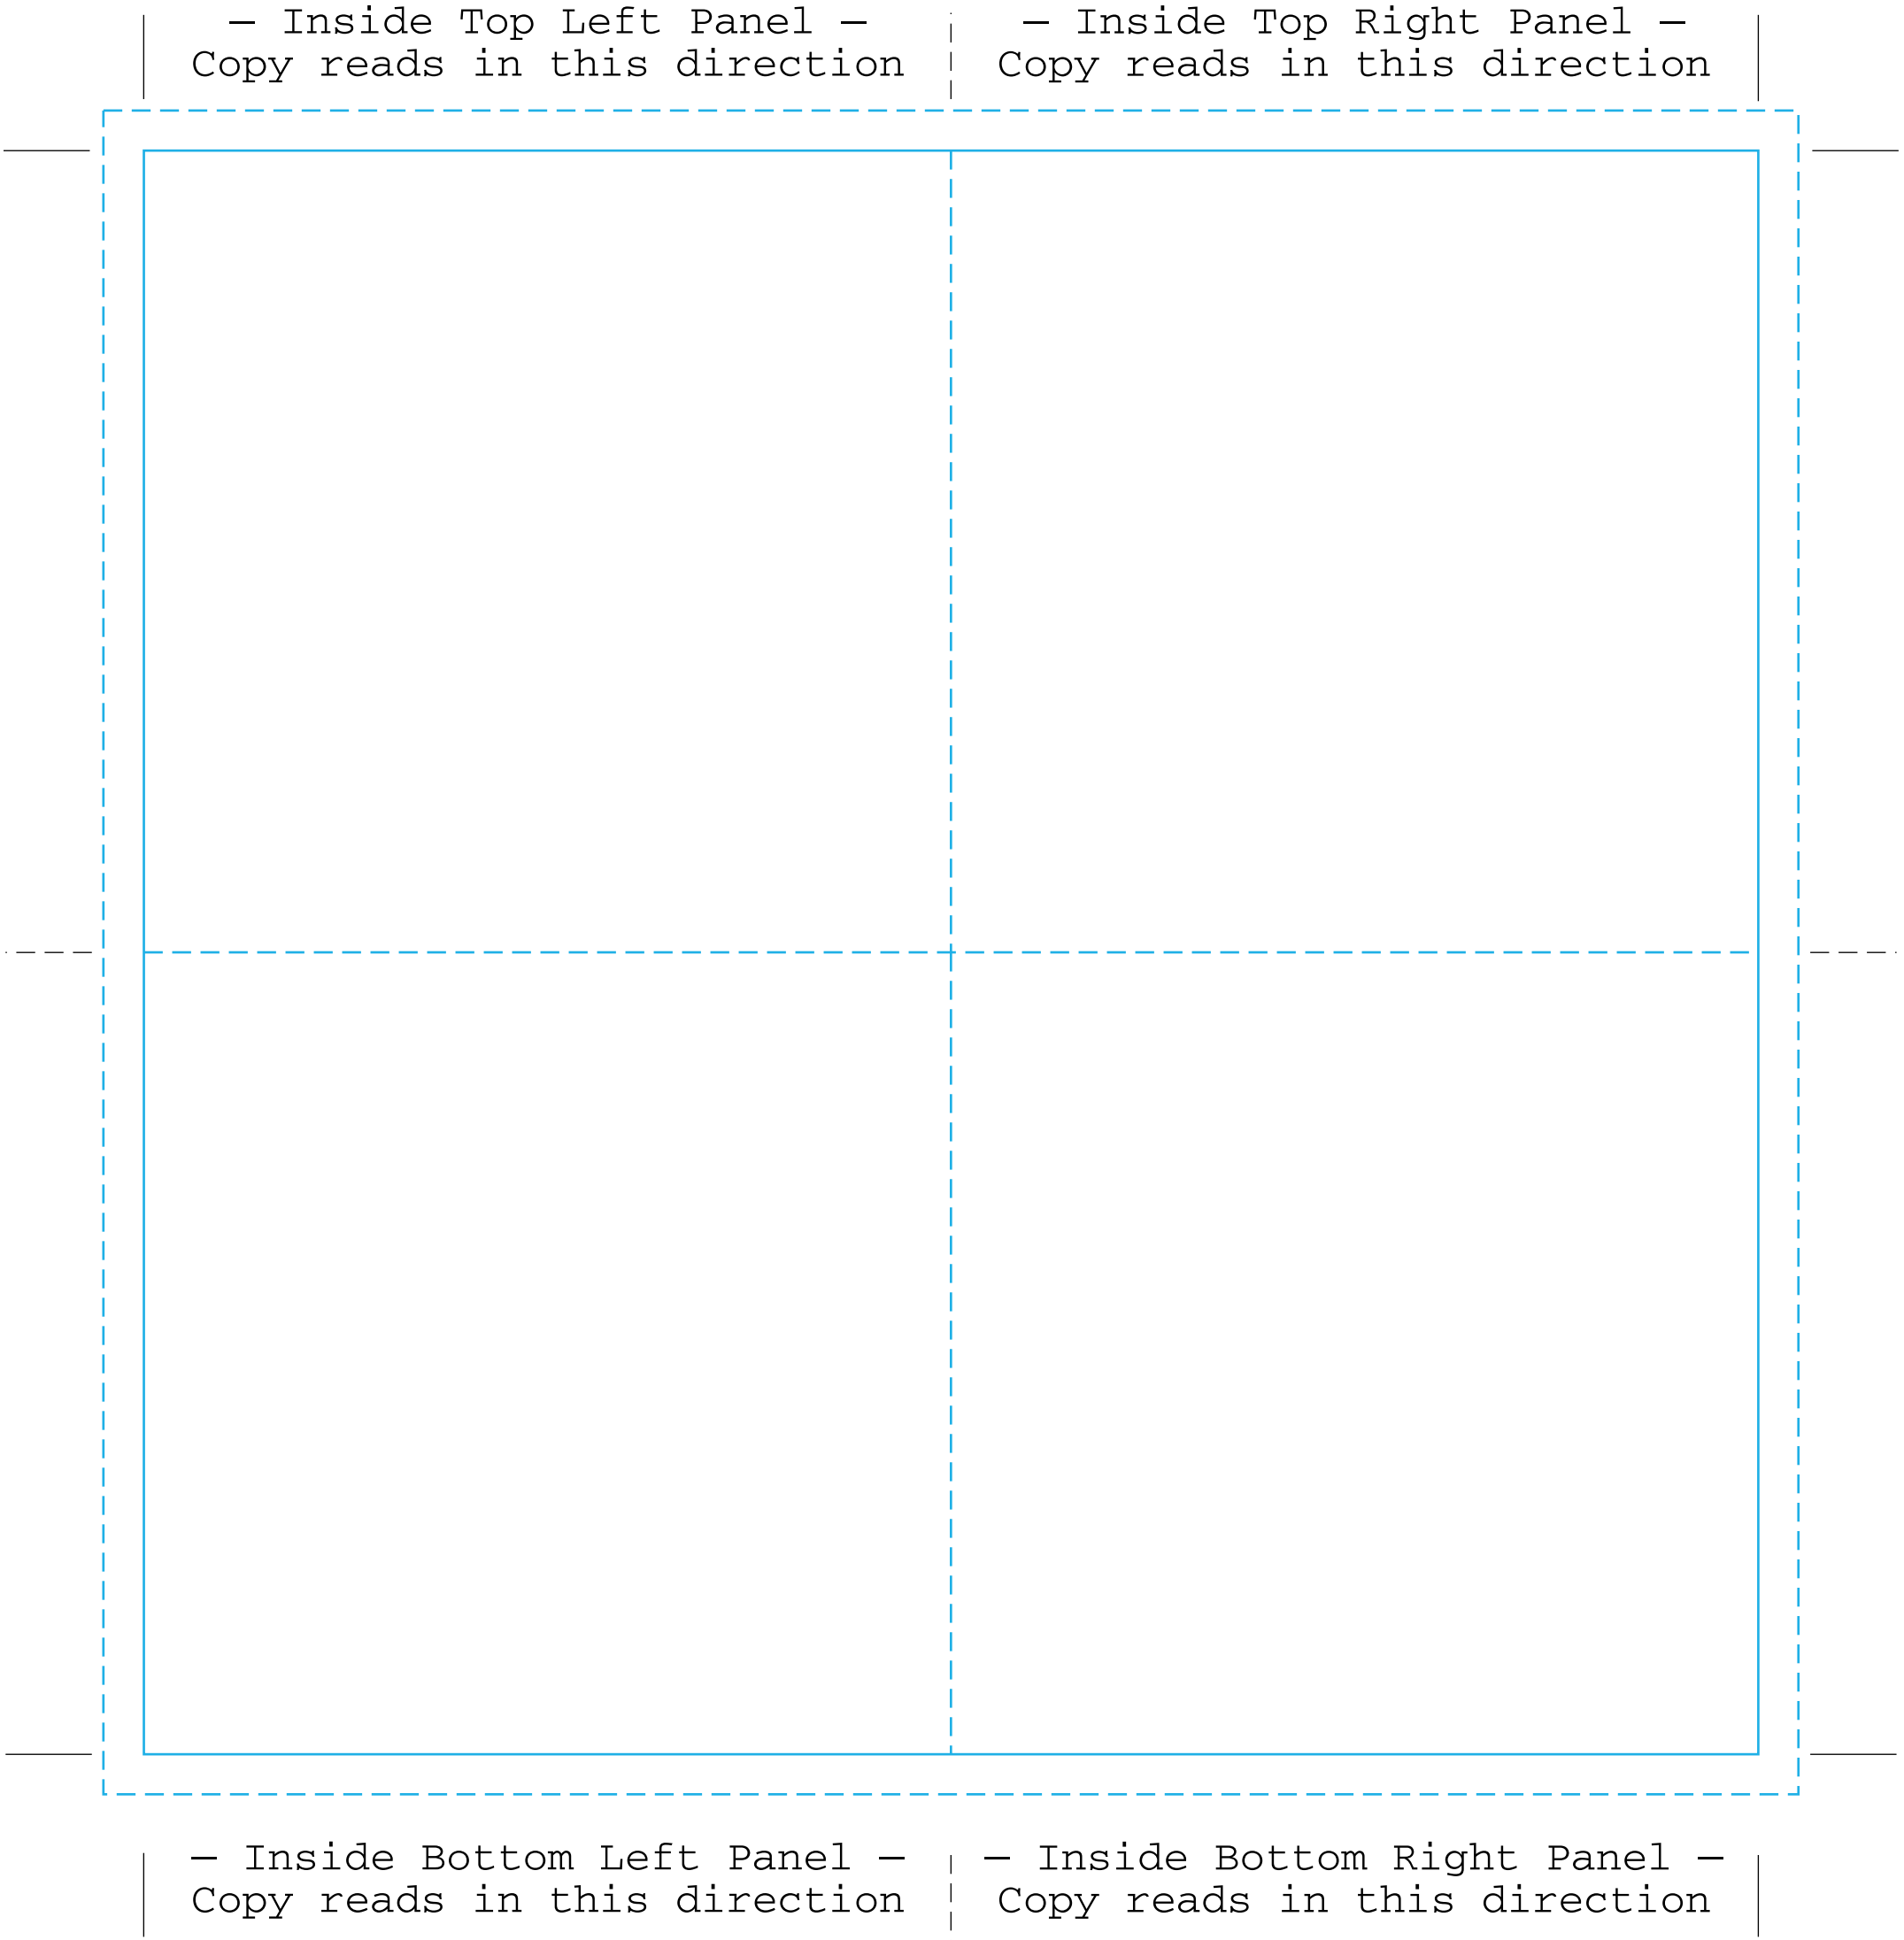 — Inside Top Left Panel —
Copy reads in this direction
— Inside Top Right Panel —
Copy reads in this direction
— Inside Bottom Left Panel —
Copy reads in this direction
— Inside Bottom Right Panel —
Copy reads in this direction